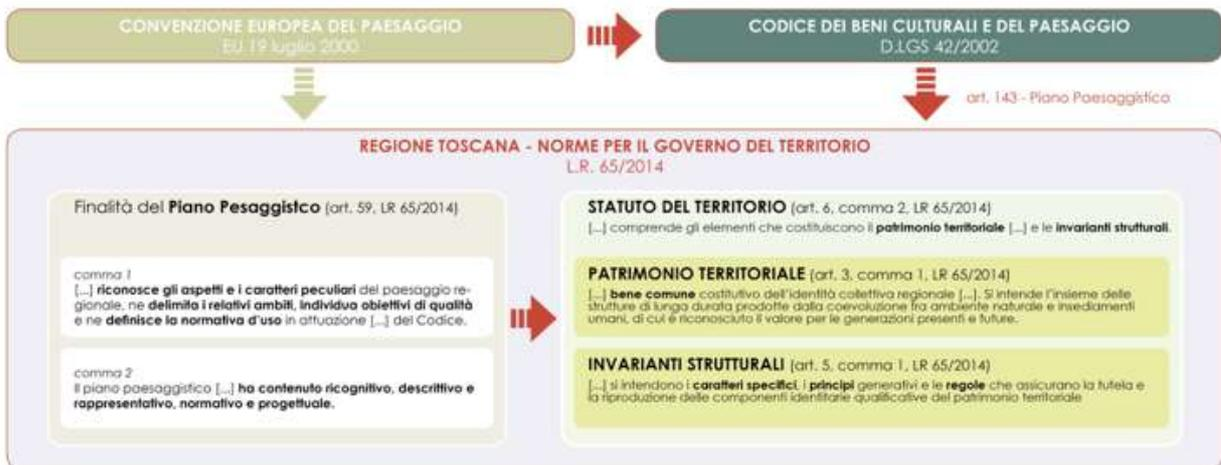 CONVENZIONE EUROPEA DEL PAESAGGIO
EU 19 luglio 2000
CODICE DEI BENI CULTURALI E DEL PAESAGGIO
D.LGS 42/2002
art. 143 - Piano Paesaggistico
REGIONE TOSCANA - NORME PER IL GOVERNO DEL TERRITORIO
L.R. 65/2014
Finalità del Piano Pesaggistco (art. 59, LR 65/2014)
comma 1
[...] riconosce gli aspetti e i caratteri peculiari del paesaggio re-
gionale, ne delimita i relativi ambiti, individua obiettivi di qualità
e ne definisce la normativa d'uso in attuazione [...] del Codice.
comma 2
Il piano paesaggistico [...] ha contenuto ricognitivo, descrittivo e
rappresentativo, normativo e progettuale.
STATUTO DEL TERRITORIO (art. 6, comma 2, LR 65/2014)
[...] comprende gli elementi che costituiscono il patrimonio territoriale [...] e le invarianti strutturali.
PATRIMONIO TERRITORIALE (art. 3, comma 1, LR 65/2014)
[...] bene comune costitutivo dell'identità collettiva regionale [...]. Si intende l'insieme delle
strutture di lunga durata prodotte dalla coevoluzione fra ambiente naturale e insediamenti
umani, di cui è riconosciuto il valore per le generazioni presenti e future.
INVARIANTI STRUTTURALI (art. 5, comma 1, LR 65/2014)
[...] si intendono i caratteri specifici, i principi generativi e le regole che assicurano la tutela e
la riproduzione delle componenti identitarie qualificative del patrimonio territoriale